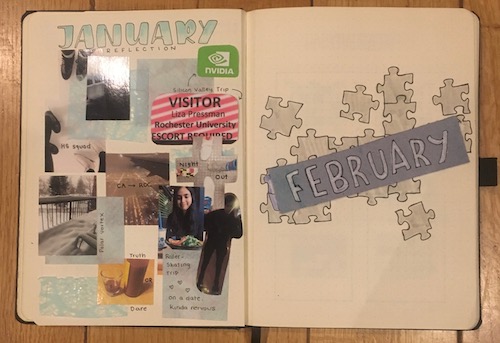 JANUARY
REFLECTION
NVIDIA
Silicon Valley Trip
VISITOR
Liza Pressman
Rochester University
ESCORT REQUIRED
HS squad
Night
Out
CA → ROC
Polar vortex
Truth
OR
Dare
Skating
trip
on a date
kinda nervous
FEBRUARY